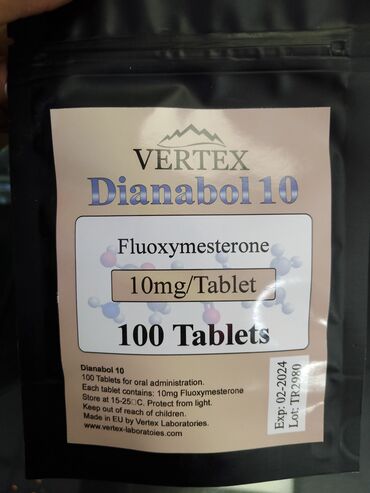 VERTEX
Dianabol 10
Fluoxymesterone
10mg/Tablet
100 Tablets
Dianabol 10
100 Tablets for oral administration.
Each tablet contains: 10mg Fluoxymesterone
Store at 15-25□C. Protect from light.
Keep out of reach of children.
Made in EU by Vertex Laboratories.
www.vertex-laboratoies.com
Exp: 02-2024
Lot: TR2980